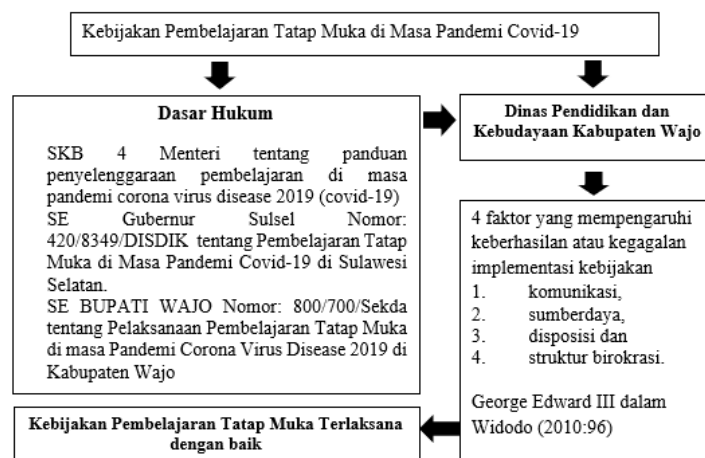 Kebijakan Pembelajaran Tatap Muka di Masa Pandemi Covid-19
Dasar Hukum
SKB 4 Menteri tentang panduan
penyelenggaraan pembelajaran di masa
pandemi corona virus disease 2019 (covid-19)
SE Gubernur Sulsel Nomor:
420/8349/DISDIK tentang Pembelajaran Tatap
Muka di Masa Pandemi Covid-19 di Sulawesi
Selatan.
SE BUPATI WAJO Nomor: 800/700/Sekda
tentang Pelaksanaan Pembelajaran Tatap Muka
di masa Pandemi Corona Virus Disease 2019 di
Kabupaten Wajo
Dinas Pendidikan dan
Kebudayaan Kabupaten Wajo
4 faktor yang mempengaruhi
keberhasilan atau kegagalan
implementasi kebijakan
1. komunikasi,
2. sumberdaya,
3. disposisi dan
4. struktur birokrasi.
George Edward III dalam
Widodo (2010:96)
Kebijakan Pembelajaran Tatap Muka Terlaksana
dengan baik